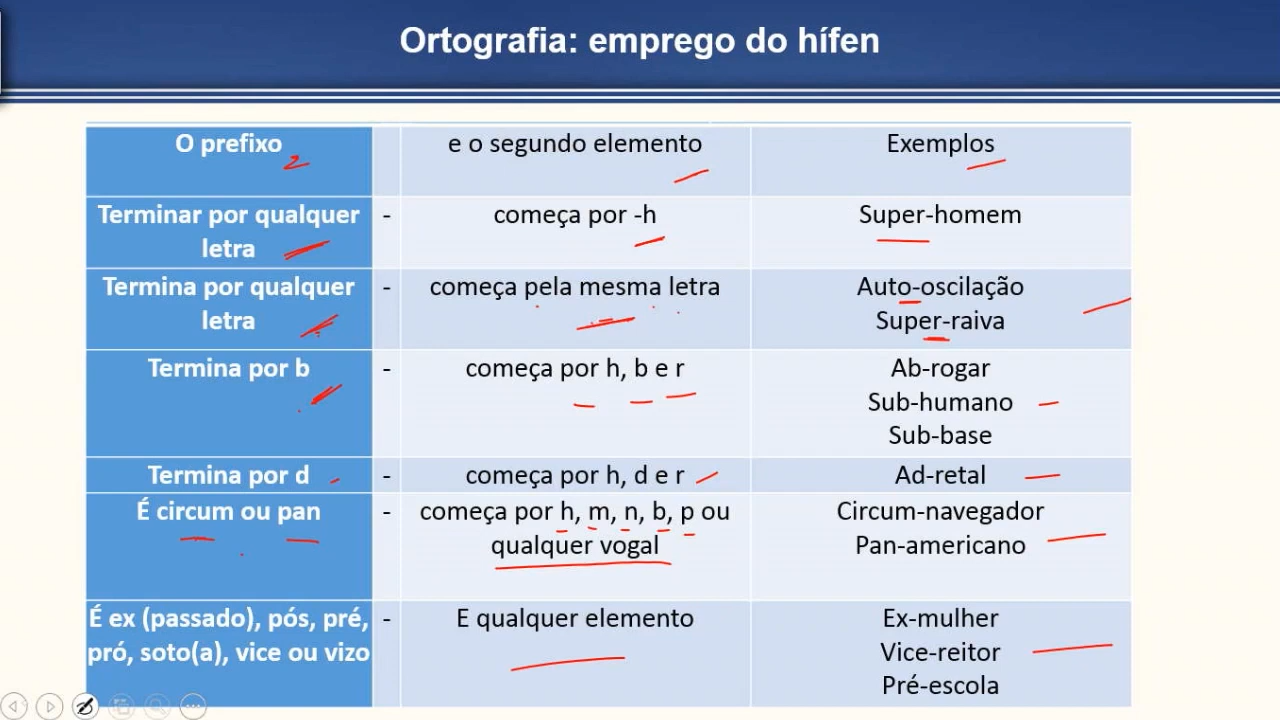 Ortografia: emprego do hífen
O prefixo e o segundo elemento Exemplos
Terminar por qualquer letra - começa por -h Super-homem
Termina por qualquer letra - começa pela mesma letra Auto-oscilação
Super-raiva
Termina por b - começa por h, b e r Ab-rogar
Sub-humano
Sub-base
Termina por d - começa por h, d e r Ad-retal
É circum ou pan - começa por h, m, n, b, p ou qualquer vogal Circum-navegador
Pan-americano
É ex (passado), pós, pré, pró, soto(a), vice ou vizo - E qualquer elemento Ex-mulher
Vice-reitor
Pré-escola